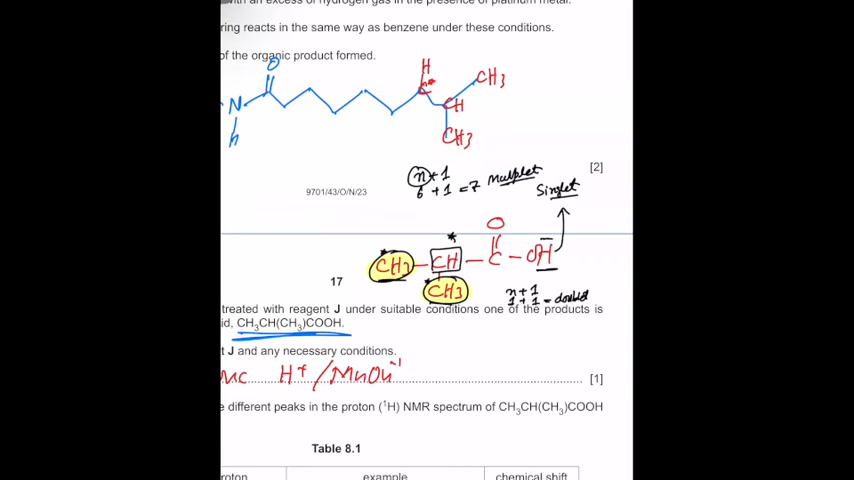 with an excess of hydrogen gas in the presence of platinum metal.
ring reacts in the same way as benzene under these conditions.
of the organic product formed.
O
H
CH3
C*
N
CH
h
CH3
[2]
n+1
6+1 = 7 Multplet
Singlet
9701/43/O/N/23
O
*
CH3 — CH — C — OH
17
CH3
n+1
1+1 = doublet
treated with reagent J under suitable conditions one of the products is
id, CH₃CH(CH₃)COOH.
t J and any necessary conditions.
H+ / MnO4⁻¹ [1]
e different peaks in the proton (¹H) NMR spectrum of CH₃CH(CH₃)COOH
Table 8.1
proton example chemical shift